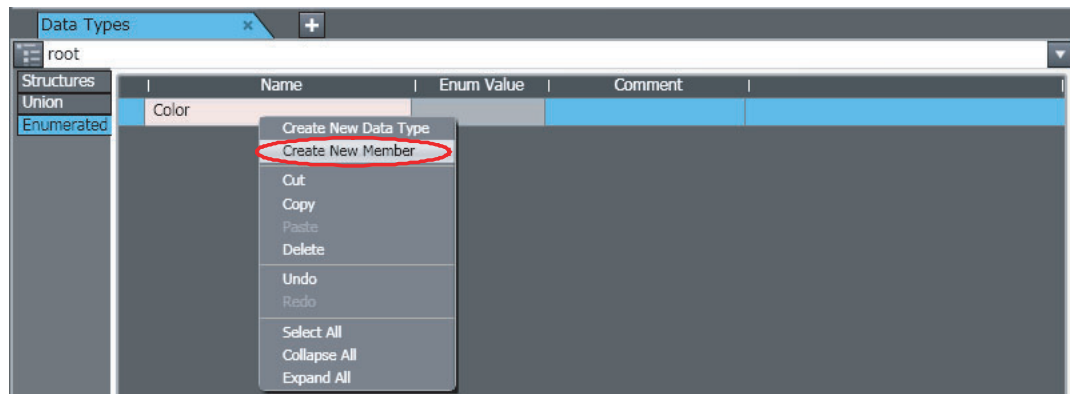 Data Types × +
root
Structures
Union
Enumerated
Name Enum Value Comment
Color
Create New Data Type
Create New Member
Cut
Copy
Paste
Delete
Undo
Redo
Select All
Collapse All
Expand All